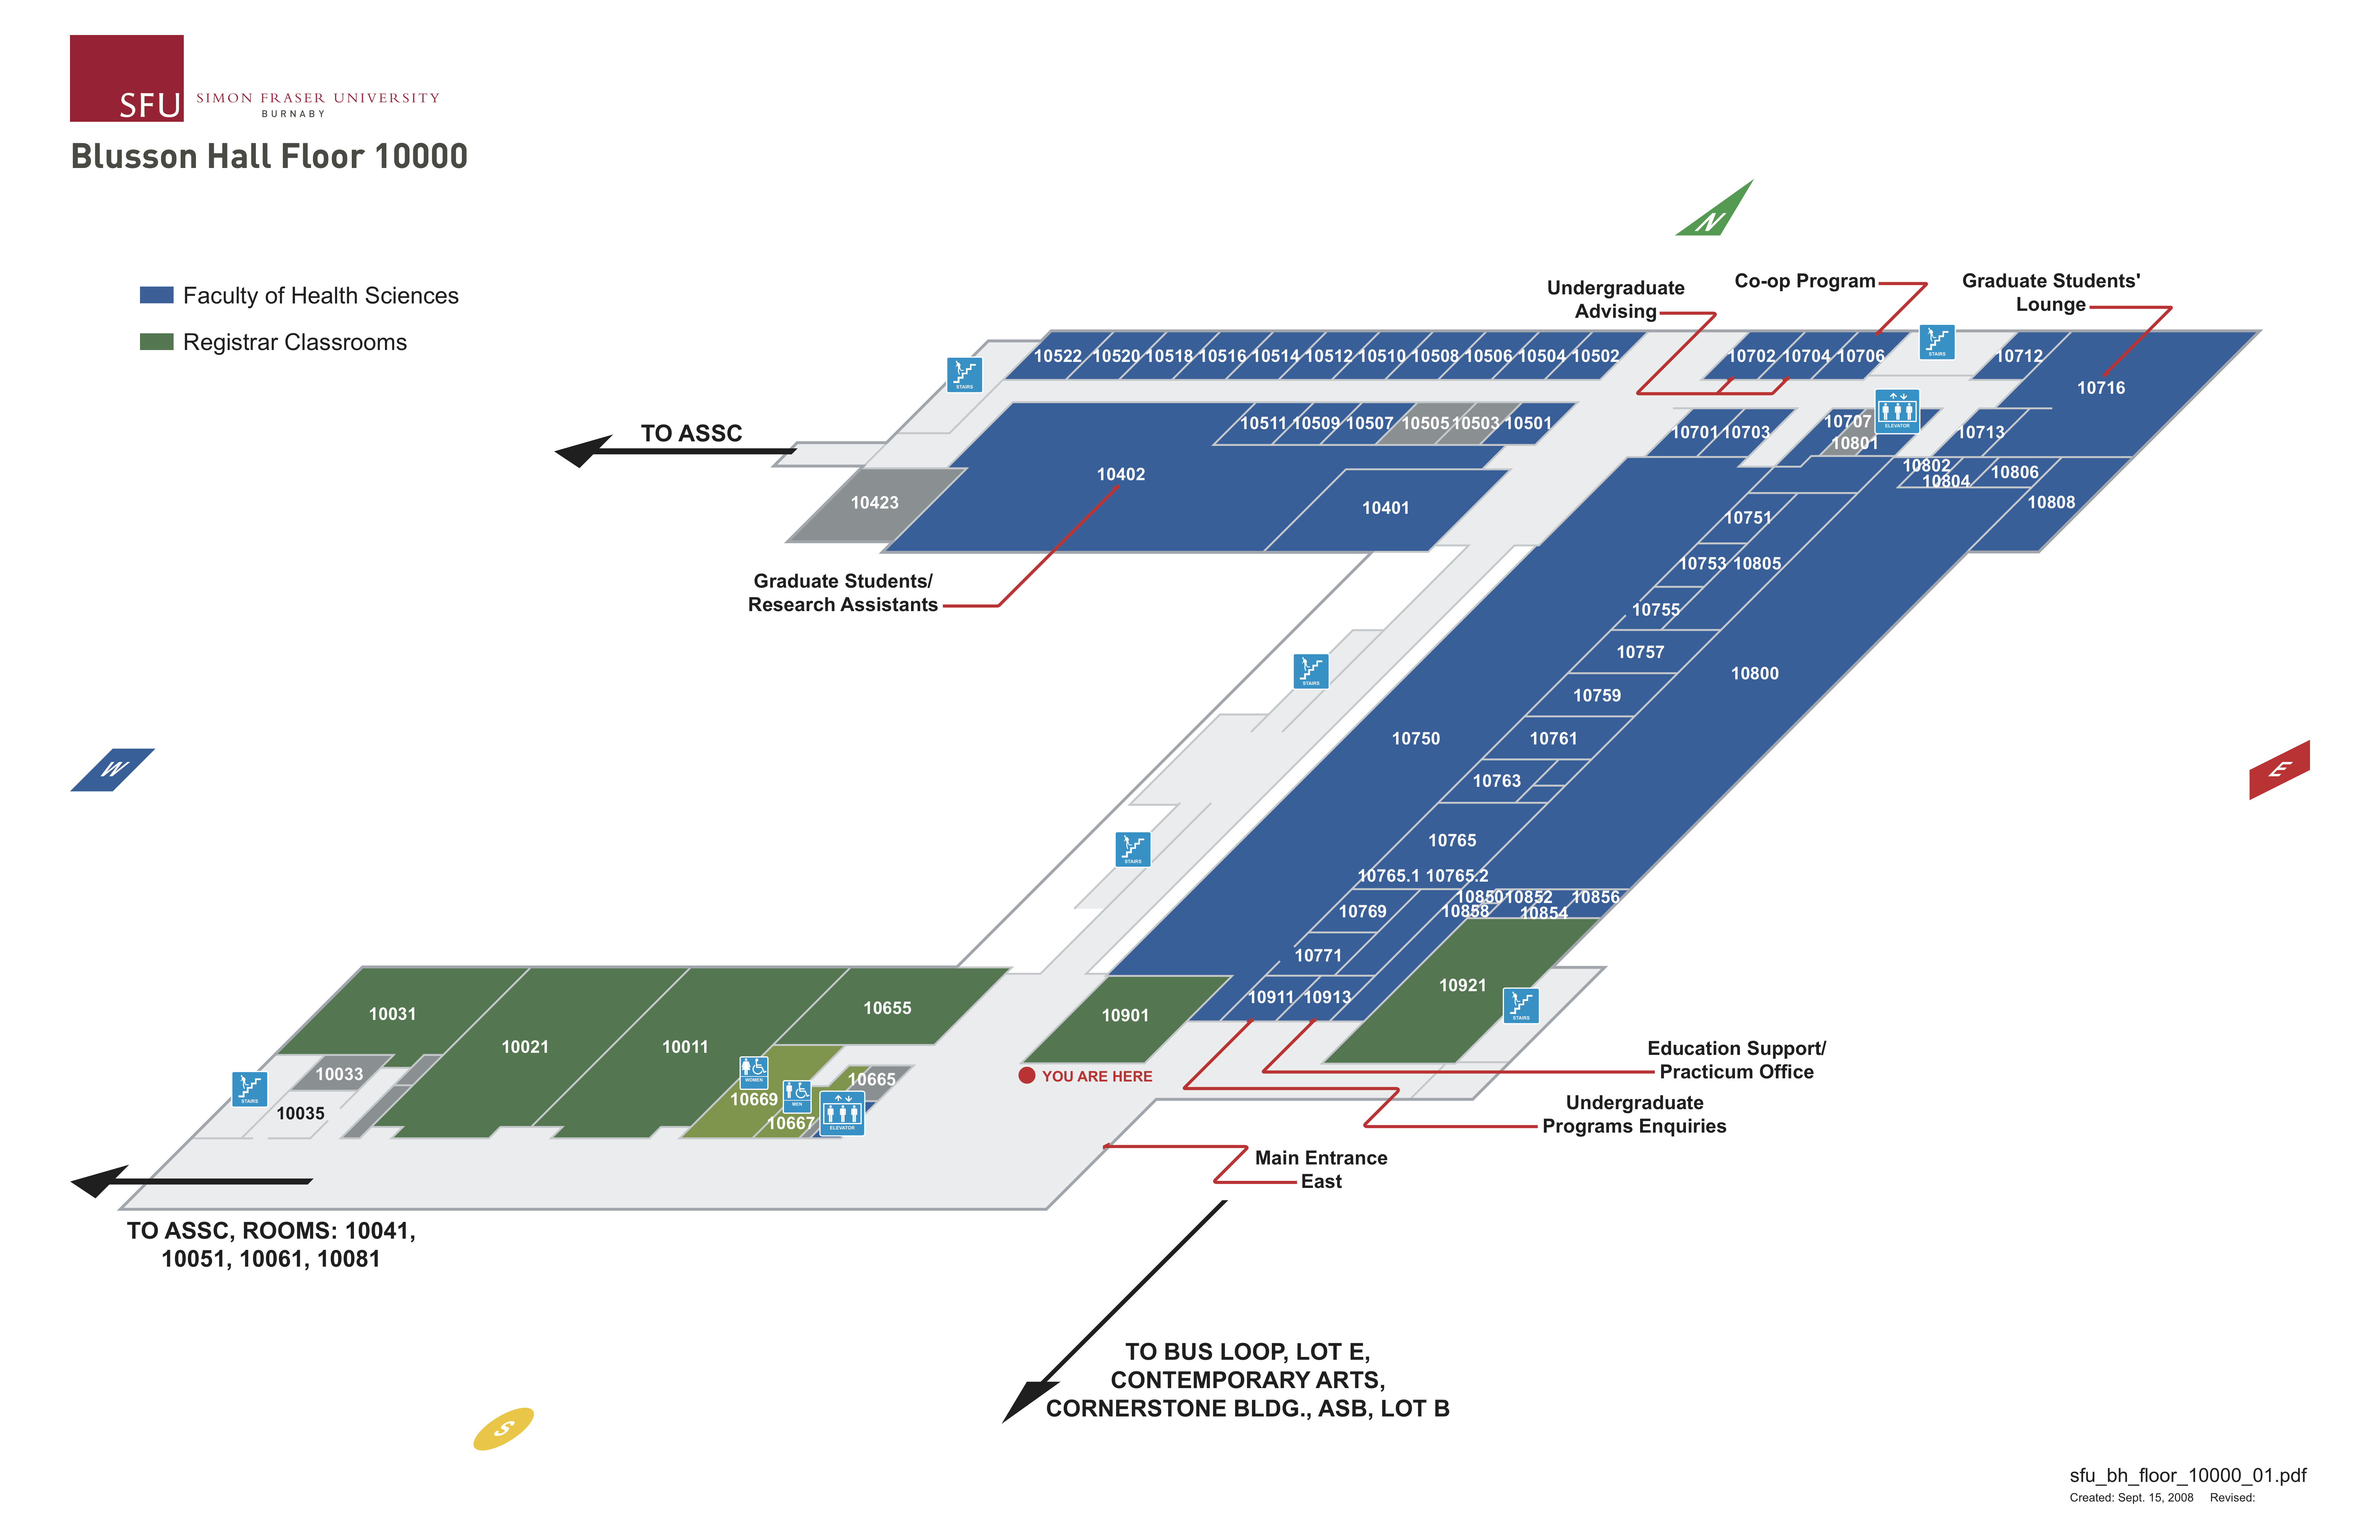 SFU
SIMON FRASER UNIVERSITY
BURNABY
Blusson Hall Floor 10000
N
Faculty of Health Sciences
Registrar Classrooms
Undergraduate
Advising
Co-op Program
Graduate Students'
Lounge
STAIRS
10522 10520 10518 10516 10514 10512 10510 10508 10506 10504 10502
10702 10704 10706
STAIRS
10712
10716
STAIRS
TO ASSC
10511 10509 10507 10505 10503 10501
10701 10703
10707
10801
ELEVATOR
10713
10402
10423
10401
10802
10804
10806
10808
10751
10753 10805
10755
10757
10759
10761
10763
10765
10765.1 10765.2
10750
10800
Graduate Students/
Research Assistants
STAIRS
STAIRS
W
E
10769
10771
10850 10852 10856
10858 10854
10911 10913
10921
STAIRS
10901
10031
10021
10011
10655
10033
10035
STAIRS
WOMEN
MEN
10669
10667
10665
ELEVATOR
YOU ARE HERE
Education Support/
Practicum Office
Undergraduate
Programs Enquiries
Main Entrance
East
TO ASSC, ROOMS: 10041,
10051, 10061, 10081
TO BUS LOOP, LOT E,
CONTEMPORARY ARTS,
CORNERSTONE BLDG., ASB, LOT B
S
sfu_bh_floor_10000_01.pdf
Created: Sept. 15, 2008 Revised: